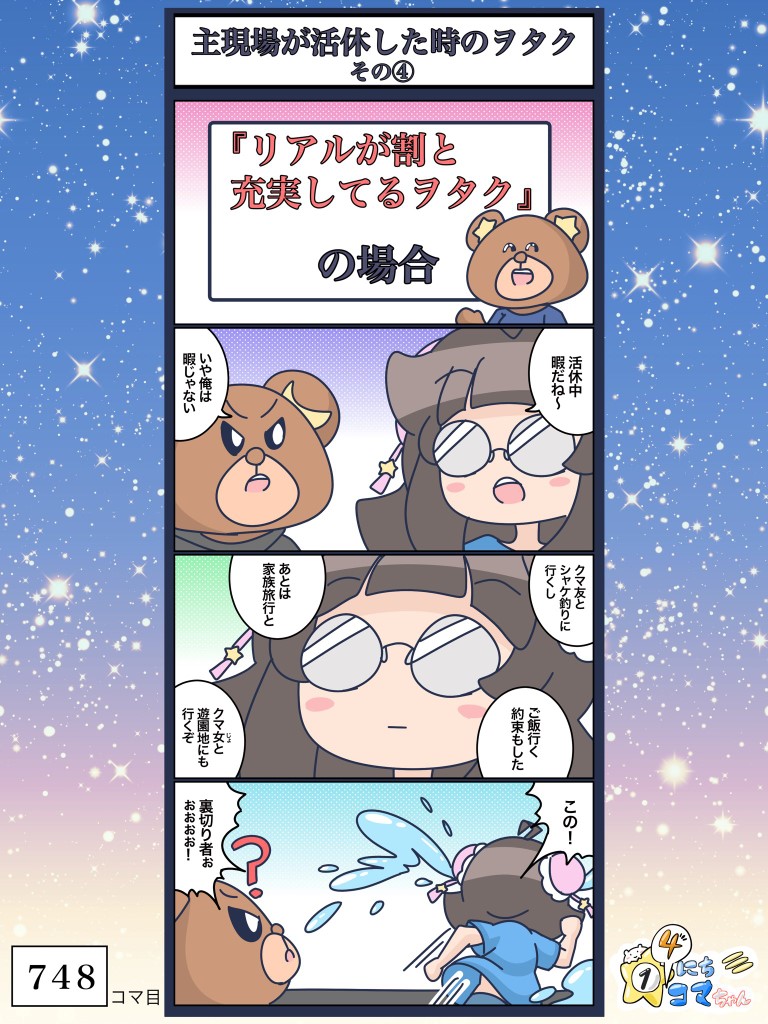 主現場が活休した時のヲタク
その④
『リアルが割と
充実してるヲタク』
の場合
活休中
暇だね〜
いや俺は
暇じゃない
クマ友と
シャケ釣りに
行くし
ご飯行く
約束もした
あとは
家族旅行と
クマ女と
じょ
遊園地にも
行くぞ
この！
裏切り者ぉ
おおおお！
？
748
コマ目
1
4
にち
コマ
ちゃん